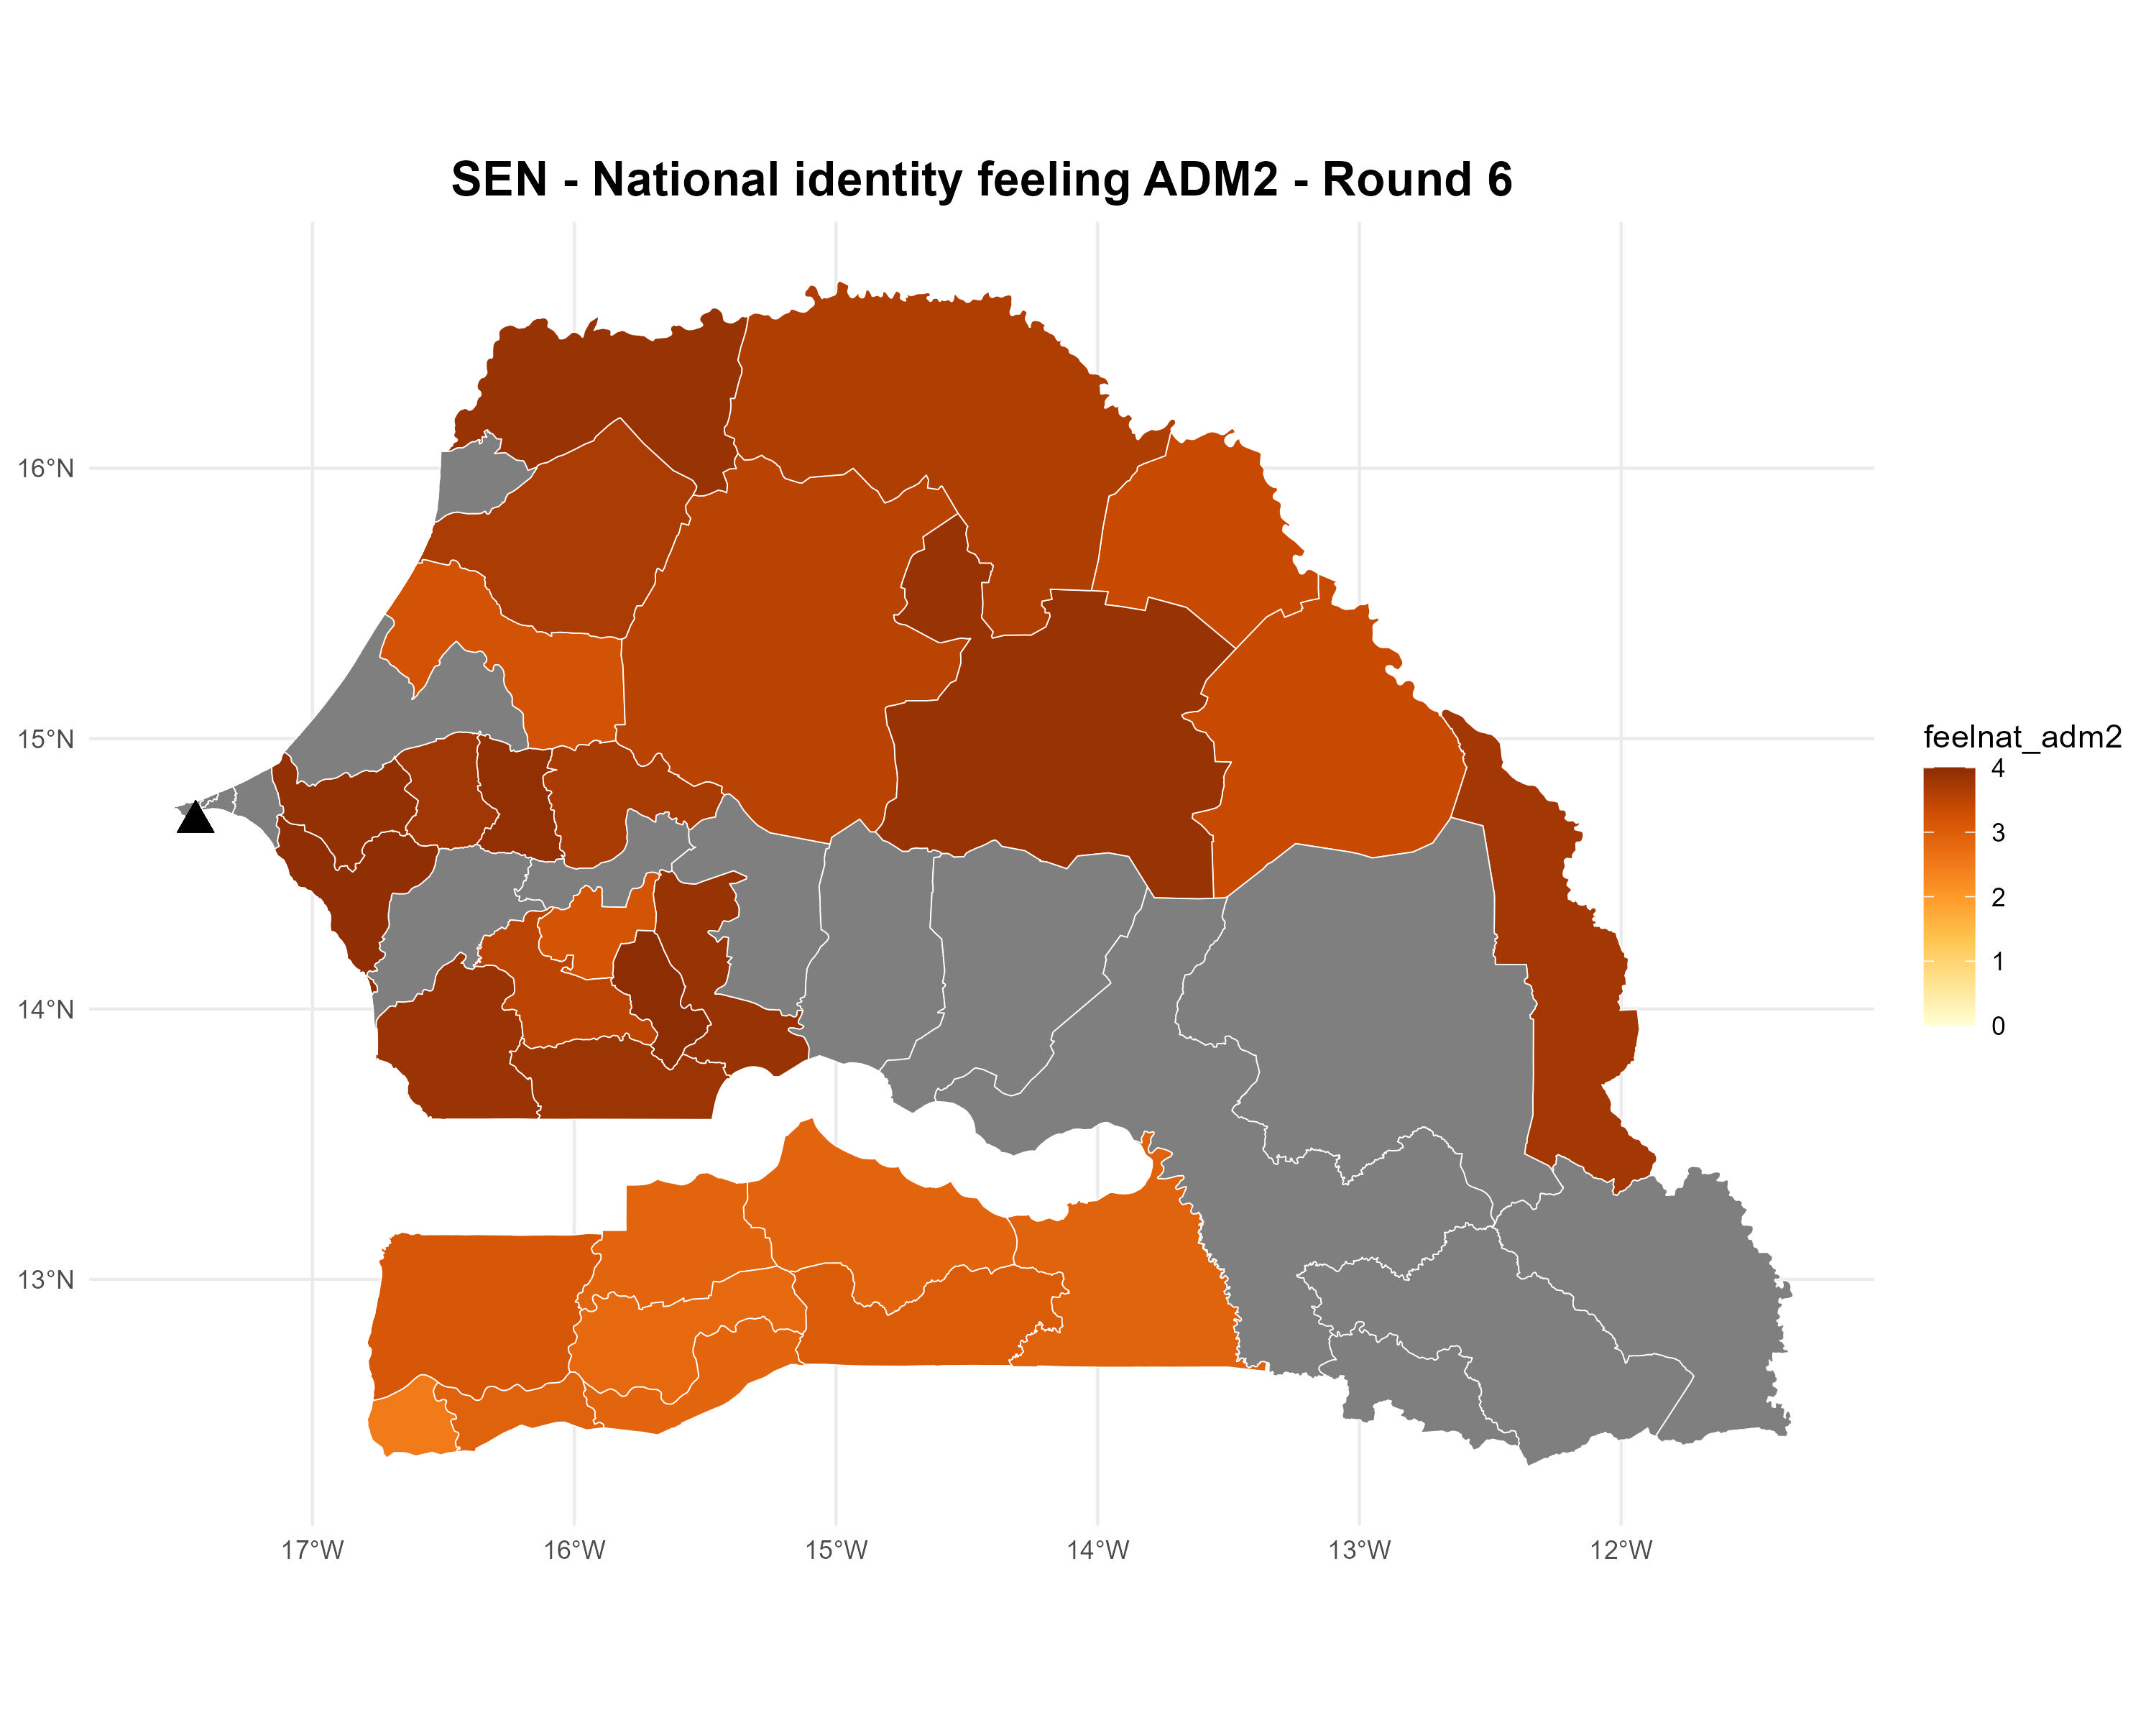 SEN - National identity feeling ADM2 - Round 6
16°N
15°N
14°N
13°N
17°W
16°W
15°W
14°W
13°W
12°W
feelnat_adm2
4
3
2
1
0